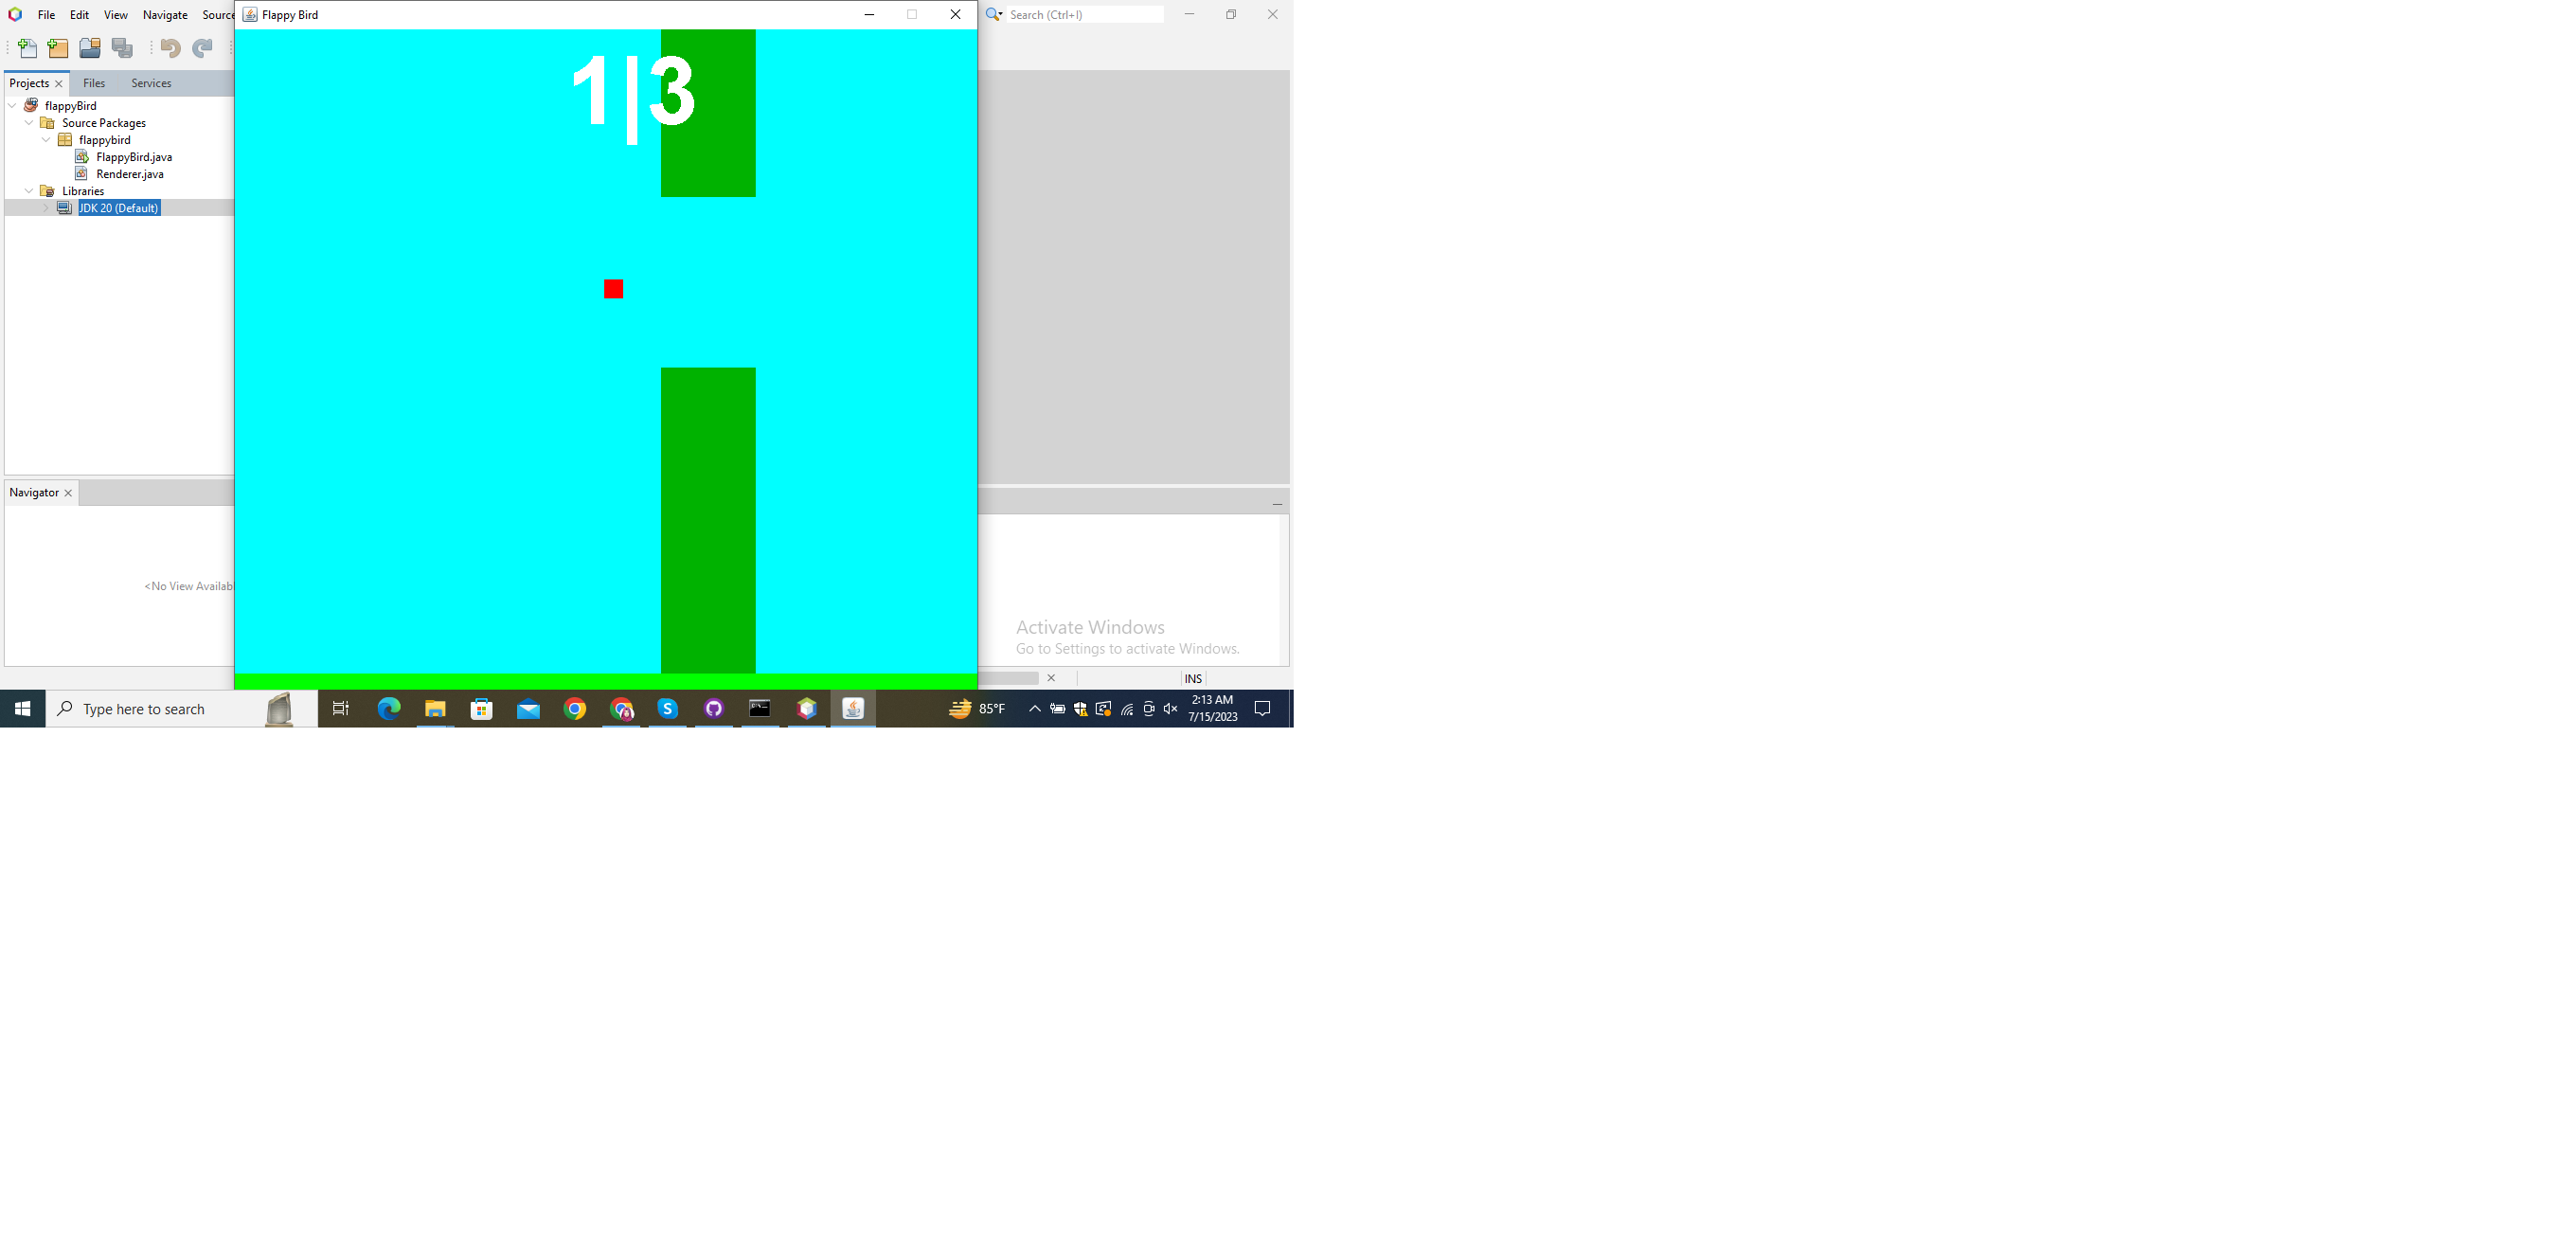 File Edit View Navigate Source
Flappy Bird
Search (Ctrl+I)
Projects Files Services
flappyBird
Source Packages
flappybird
FlappyBird.java
Renderer.java
Libraries
JDK 20 (Default)
1|3
Navigator
<No View Availabl
Activate Windows
Go to Settings to activate Windows.
INS
Type here to search
85°F
2:13 AM
7/15/2023